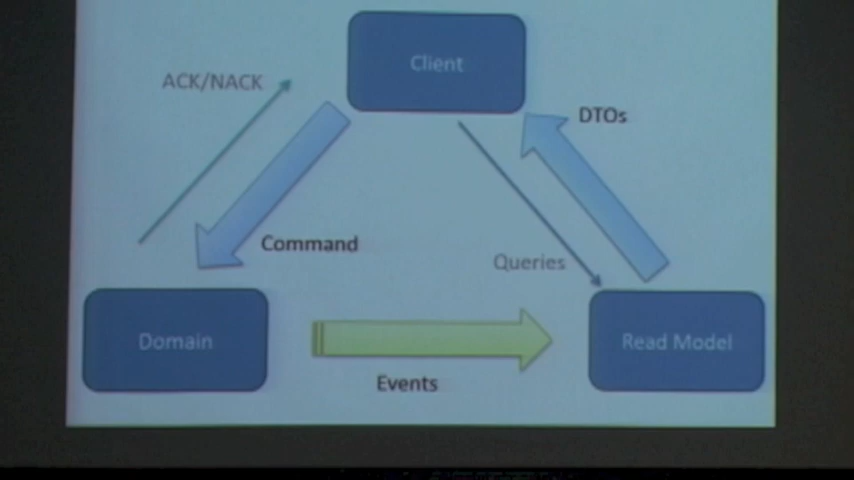 Client
ACK/NACK
DTOs
Command
Queries
Domain
Read Model
Events